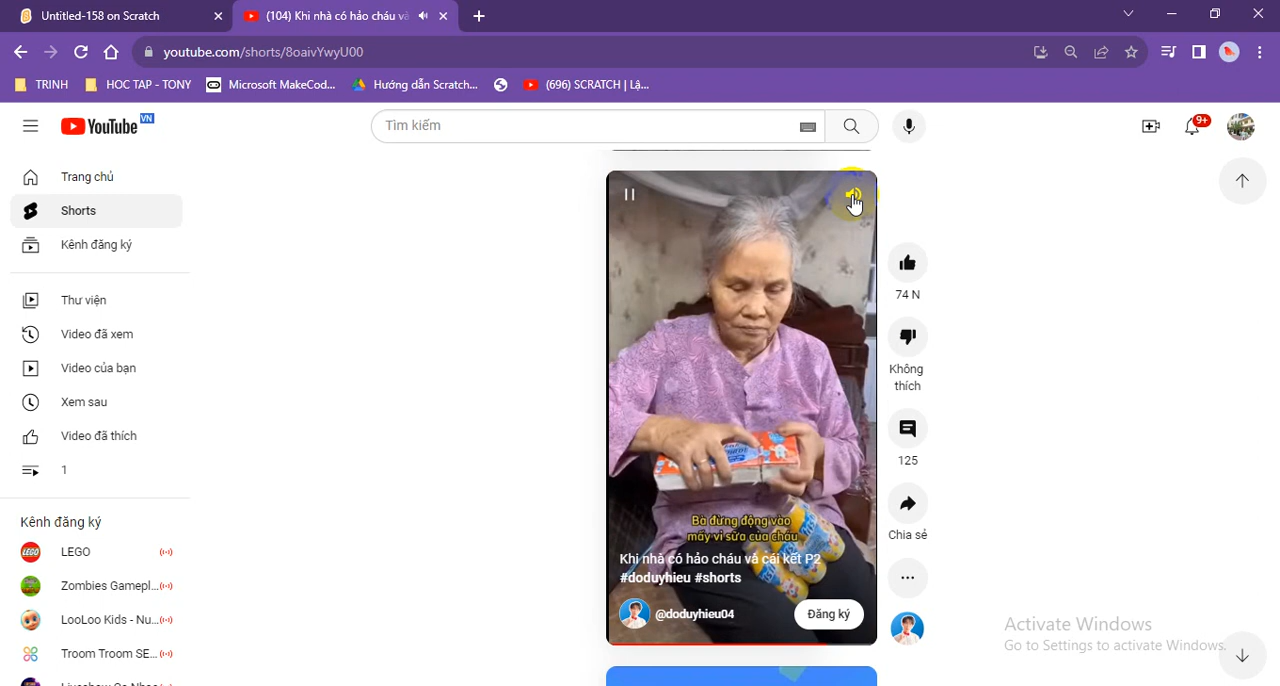 Untitled-158 on Scratch
(104) Khi nhà có hảo cháu và
youtube.com/shorts/8oaivYwyU00
TRINH
HOC TAP - TONY
Microsoft MakeCod...
Hướng dẫn Scratch...
(696) SCRATCH | Lậ...
YouTube VN
Tìm kiếm
9+
Trang chủ
Shorts
Kênh đăng ký
Thư viện
Video đã xem
Video của bạn
Xem sau
Video đã thích
1
Kênh đăng ký
LEGO
Zombies Gamepl...
LooLoo Kids - Nu...
Troom Troom SE...
74 N
Không
thích
125
Chia sẻ
Bà đừng động vào
mấy vỉ sữa của cháu
Khi nhà có hảo cháu và cái kết P2
#doduyhieu #shorts
@doduyhieu04
Đăng ký
Activate Windows
Go to Settings to activate Windows.